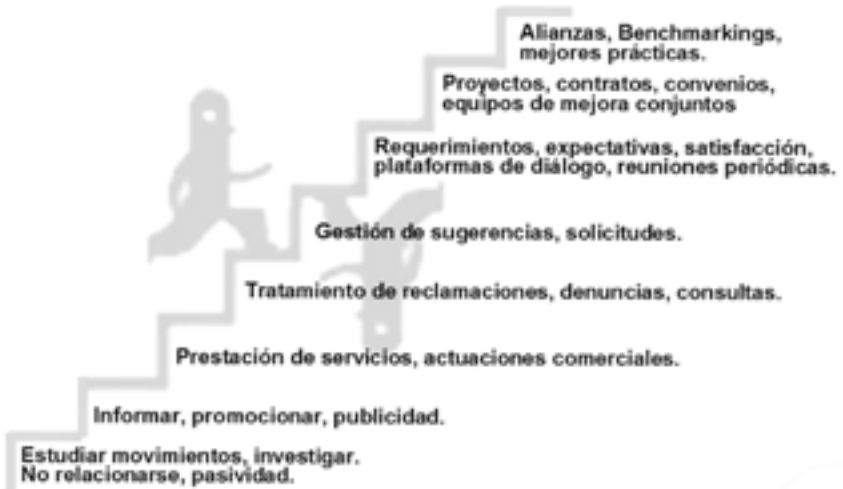 Alianzas, Benchmarkings,
mejores prácticas.
Proyectos, contratos, convenios,
equipos de mejora conjuntos
Requerimientos, expectativas, satisfacción,
plataformas de diálogo, reuniones periódicas.
Gestión de sugerencias, solicitudes.
Tratamiento de reclamaciones, denuncias, consultas.
Prestación de servicios, actuaciones comerciales.
Informar, promocionar, publicidad.
Estudiar movimientos, investigar.
No relacionarse, pasividad.